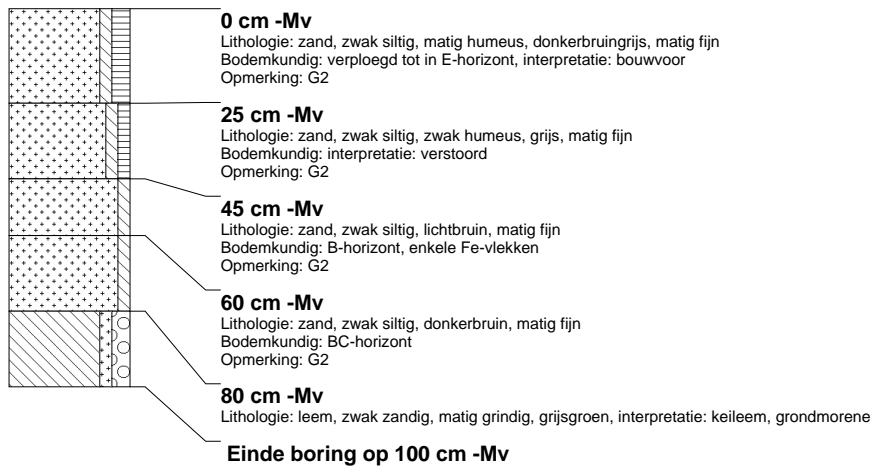 0 cm -Mv
Lithologie: zand, zwak siltig, matig humeus, donkerbruingrijs, matig fijn
Bodemkundig: verploegd tot in E-horizont, interpretatie: bouwvoor
Opmerking: G2
25 cm -Mv
Lithologie: zand, zwak siltig, zwak humeus, grijs, matig fijn
Bodemkundig: interpretatie: verstoord
Opmerking: G2
45 cm -Mv
Lithologie: zand, zwak siltig, lichtbruin, matig fijn
Bodemkundig: B-horizont, enkele Fe-vlekken
Opmerking: G2
60 cm -Mv
Lithologie: zand, zwak siltig, donkerbruin, matig fijn
Bodemkundig: BC-horizont
Opmerking: G2
80 cm -Mv
Lithologie: leem, zwak zandig, matig grindig, grijsgroen, interpretatie: keileem, grondmorene
Einde boring op 100 cm -Mv